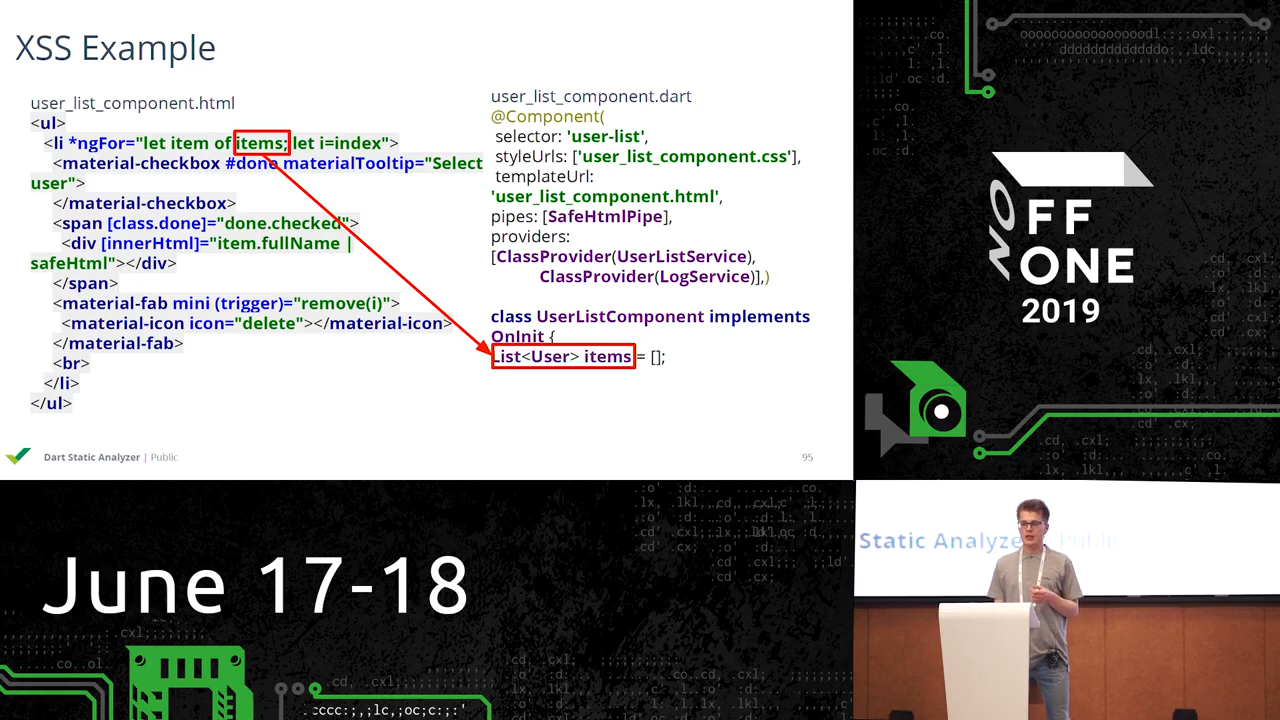 XSS Example
user_list_component.html
<ul>
<li *ngFor="let item of items; let i=index">
<material-checkbox #done materialTooltip="Select
user">
</material-checkbox>
<span [class.done]="done.checked">
<div [innerHtml]="item.fullName |
safeHtml"></div>
</span>
<material-fab mini (trigger)="remove(i)">
<material-icon icon="delete"></material-icon>
</material-fab>
<br>
</li>
</ul>
user_list_component.dart
@Component(
selector: 'user-list',
styleUrls: ['user_list_component.css'],
templateUrl:
'user_list_component.html',
pipes: [SafeHtmlPipe],
providers:
[ClassProvider(UserListService),
ClassProvider(LogService)],)
class UserListComponent implements
OnInit {
List<User> items = [];
Dart Static Analyzer | Public
95
NO
OFF
ONE
2019
June 17-18
Static Analyzer